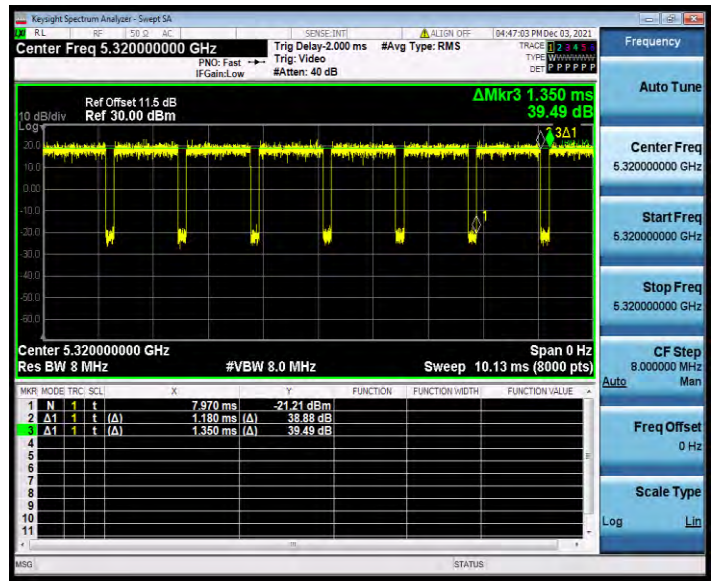 Keysight Spectrum Analyzer - Swept SA
RL RF 50 Ω AC SENSE:INT ALIGN OFF 04:47:03 PM Dec 03, 2021
Center Freq 5.320000000 GHz
PNO: Fast
IFGain:Low
Trig Delay-2.000 ms
Trig: Video
#Atten: 40 dB
#Avg Type: RMS
TRACE 1 2 3 4 5 6
TYPE WWWWWW
DET P P P P P P
Frequency
Auto Tune
Center Freq
5.320000000 GHz
Start Freq
5.320000000 GHz
Stop Freq
5.320000000 GHz
CF Step
8.000000 MHz
Auto Man
Freq Offset
0 Hz
Scale Type
Log Lin
Ref Offset 11.5 dB
10 dB/div Ref 30.00 dBm
Log
ΔMkr3 1.350 ms
39.49 dB
20.0
10.0
0.00
-10.0
-20.0
-30.0
-40.0
-50.0
-60.0
3Δ1
1
Center 5.320000000 GHz Span 0 Hz
Res BW 8 MHz #VBW 8.0 MHz Sweep 10.13 ms (8000 pts)
MKR MODE TRC SCL X Y FUNCTION FUNCTION WIDTH FUNCTION VALUE
1 N 1 t 7.970 ms -21.21 dBm
2 Δ1 1 t (Δ) 1.180 ms (Δ) 38.88 dB
3 Δ1 1 t (Δ) 1.350 ms (Δ) 39.49 dB
4
5
6
7
8
9
10
11
MSG STATUS